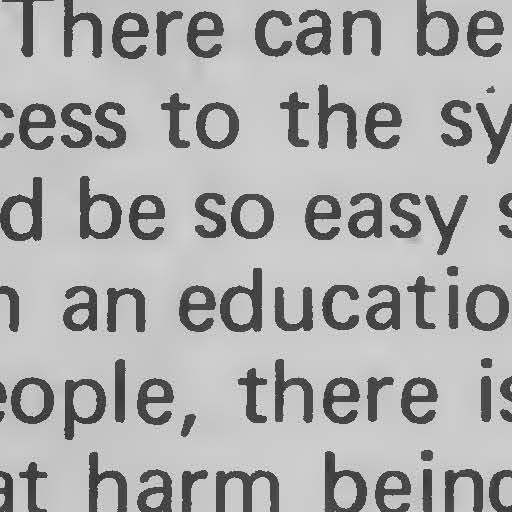 There can be
cess to the sy
d be so easy s
n an educatio
eople, there is
at harm being